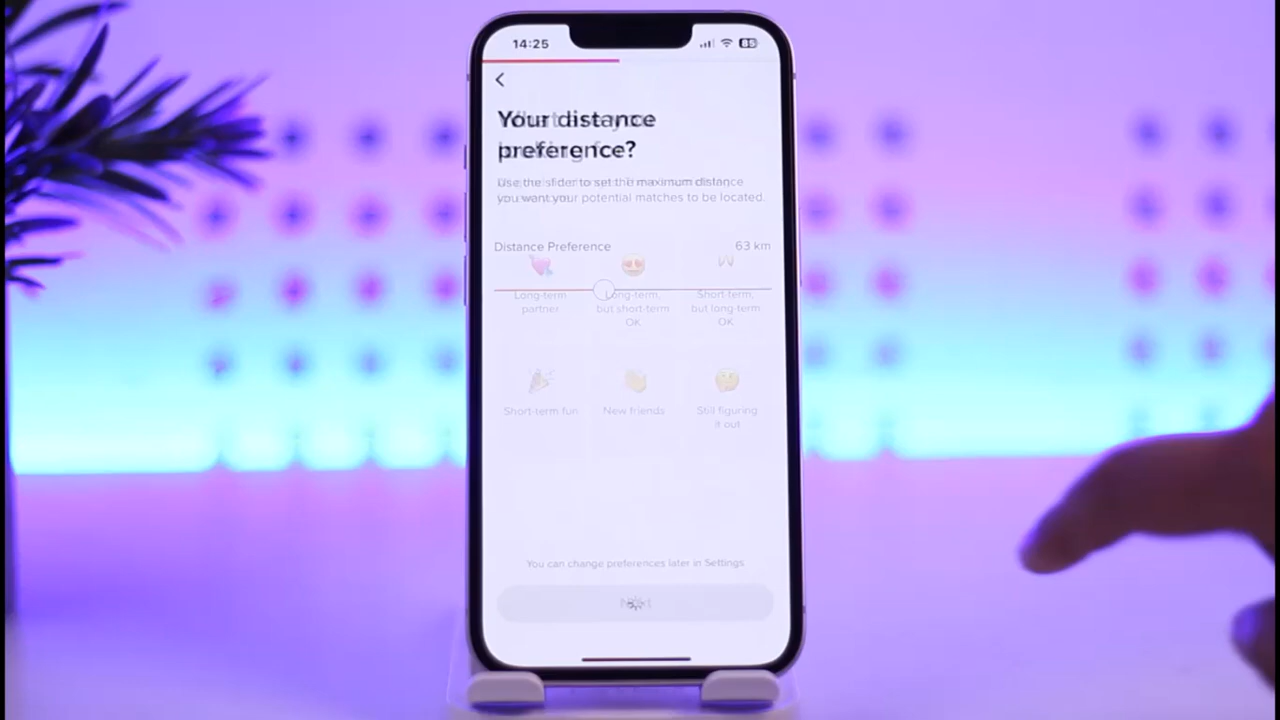 14:25
85
Your distance
preference?
Use the slider to set the maximum distance
you want your potential matches to be located.
Distance Preference 63 km
Long-term Long-term, Short-term,
partner but short-term but long-term
OK OK
Short-term fun New friends Still figuring
it out
You can change preferences later in Settings